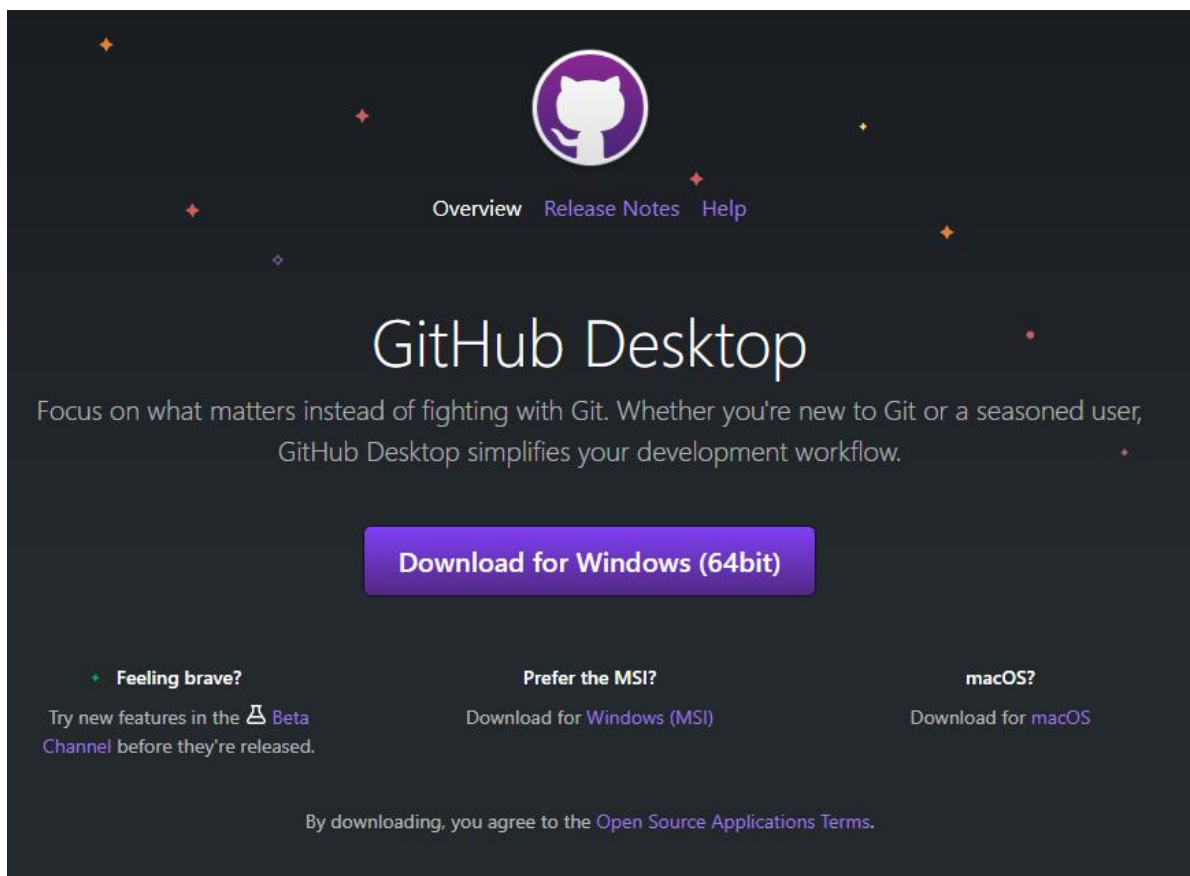 Overview Release Notes Help
GitHub Desktop
Focus on what matters instead of fighting with Git. Whether you're new to Git or a seasoned user,
GitHub Desktop simplifies your development workflow.
Download for Windows (64bit)
Feeling brave?
Try new features in the Beta
Channel before they're released.
Prefer the MSI?
Download for Windows (MSI)
macOS?
Download for macOS
By downloading, you agree to the Open Source Applications Terms.